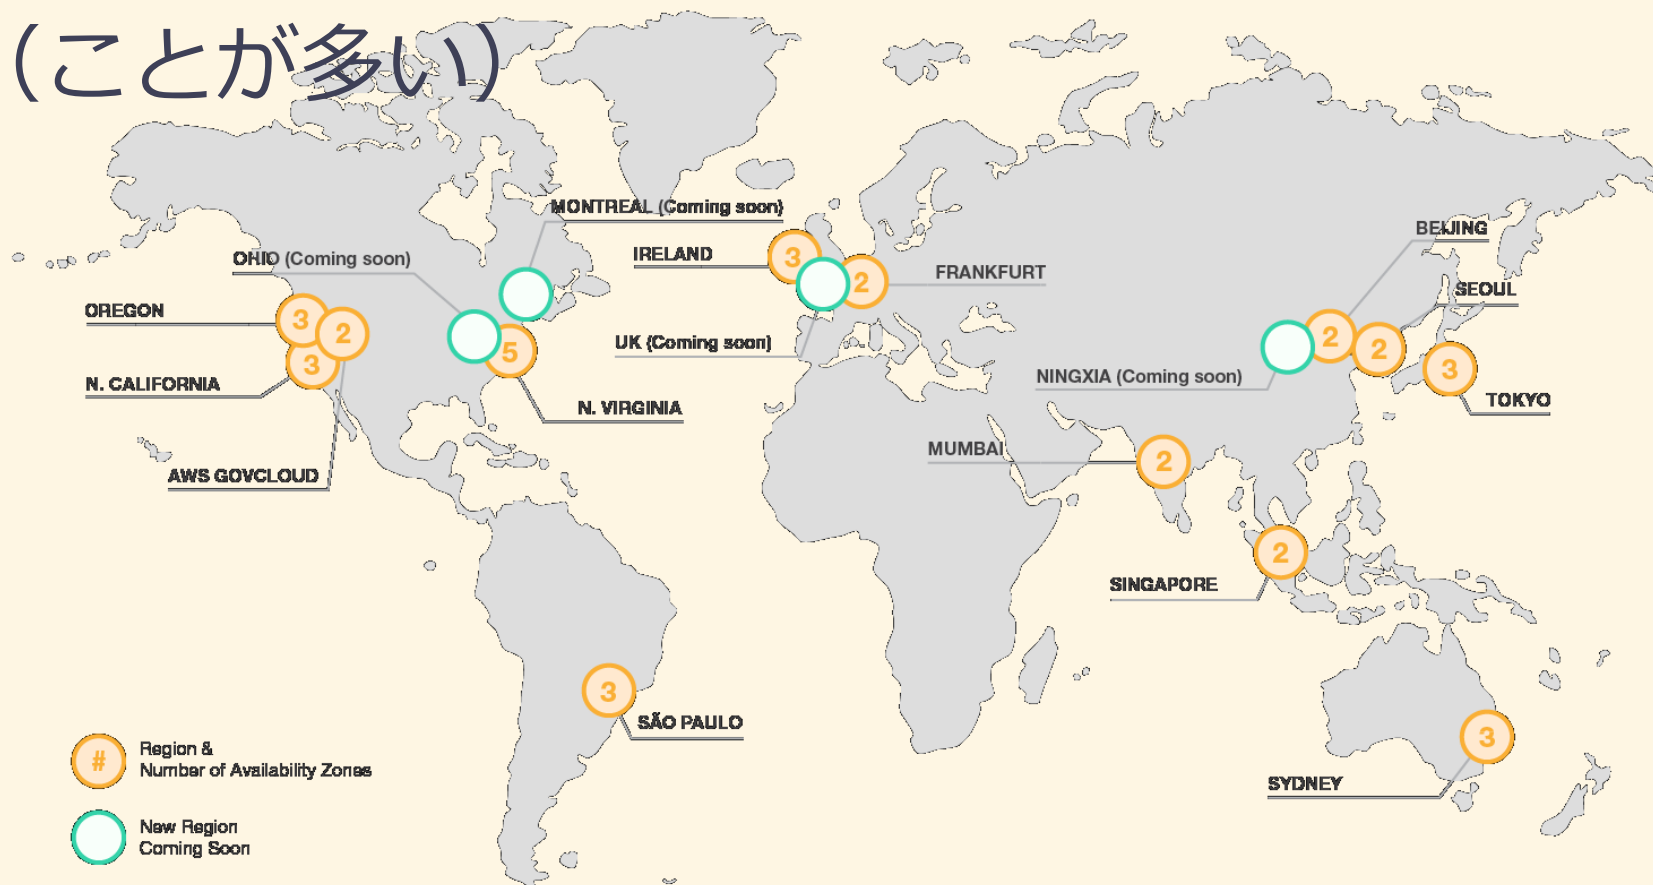 (ことが多い)
MONTREAL (Coming soon)
BEIJING
IRELAND
OHIO (Coming soon)
FRANKFURT
SEOUL
OREGON
UK (Coming soon)
N. CALIFORNIA
NINGXIA (Coming soon)
TOKYO
N. VIRGINIA
MUMBAI
AWS GOVCLOUD
SINGAPORE
SÃO PAULO
SYDNEY
3
2
3
2
3
5
2
2
3
2
2
3
3
#
Region &
Number of Availability Zones
New Region
Coming Soon